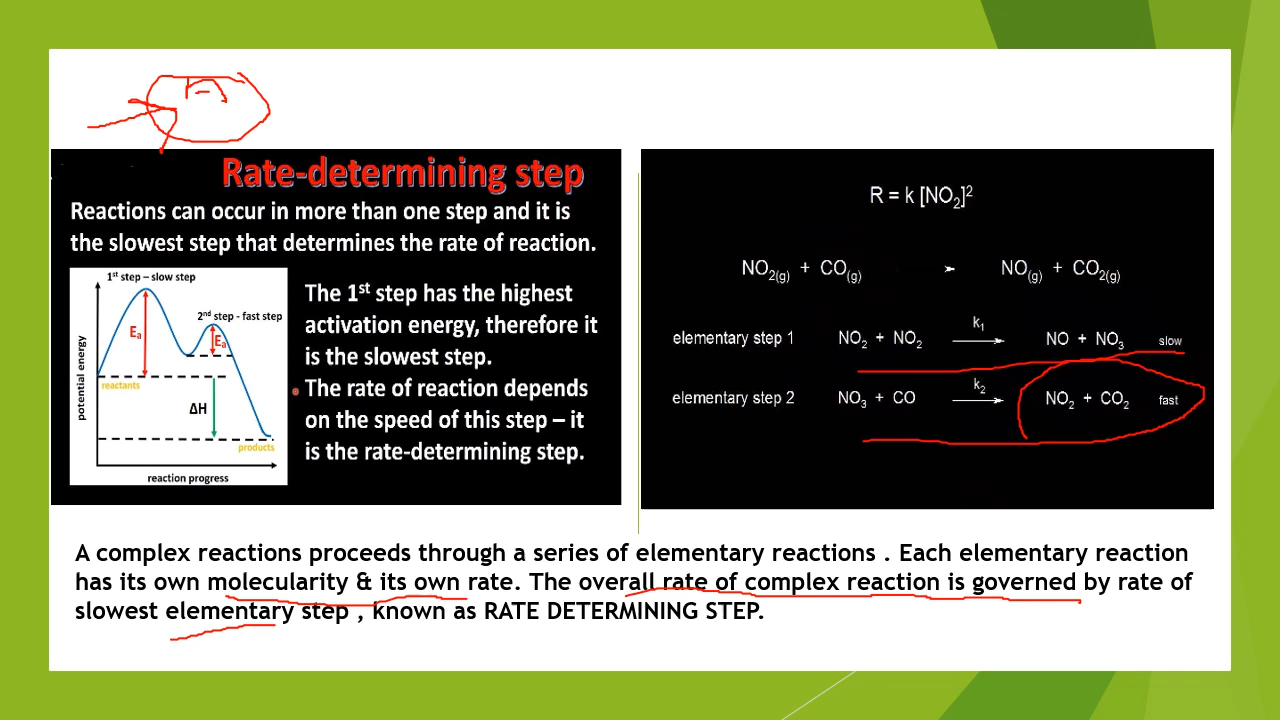 Rate-determining step
Reactions can occur in more than one step and it is
the slowest step that determines the rate of reaction.
1st step – slow step
2nd step - fast step
Ea
Ea
potential energy
reactants
ΔH
products
reaction progress
The 1st step has the highest
activation energy, therefore it
is the slowest step.
The rate of reaction depends
on the speed of this step – it
is the rate-determining step.
R = k [NO₂]²
NO₂(g) + CO(g) → NO(g) + CO₂(g)
elementary step 1 NO₂ + NO₂ k₁ → NO + NO₃ slow
elementary step 2 NO₃ + CO k₂ → NO₂ + CO₂ fast
A complex reactions proceeds through a series of elementary reactions . Each elementary reaction
has its own molecularity & its own rate. The overall rate of complex reaction is governed by rate of
slowest elementary step , known as RATE DETERMINING STEP.